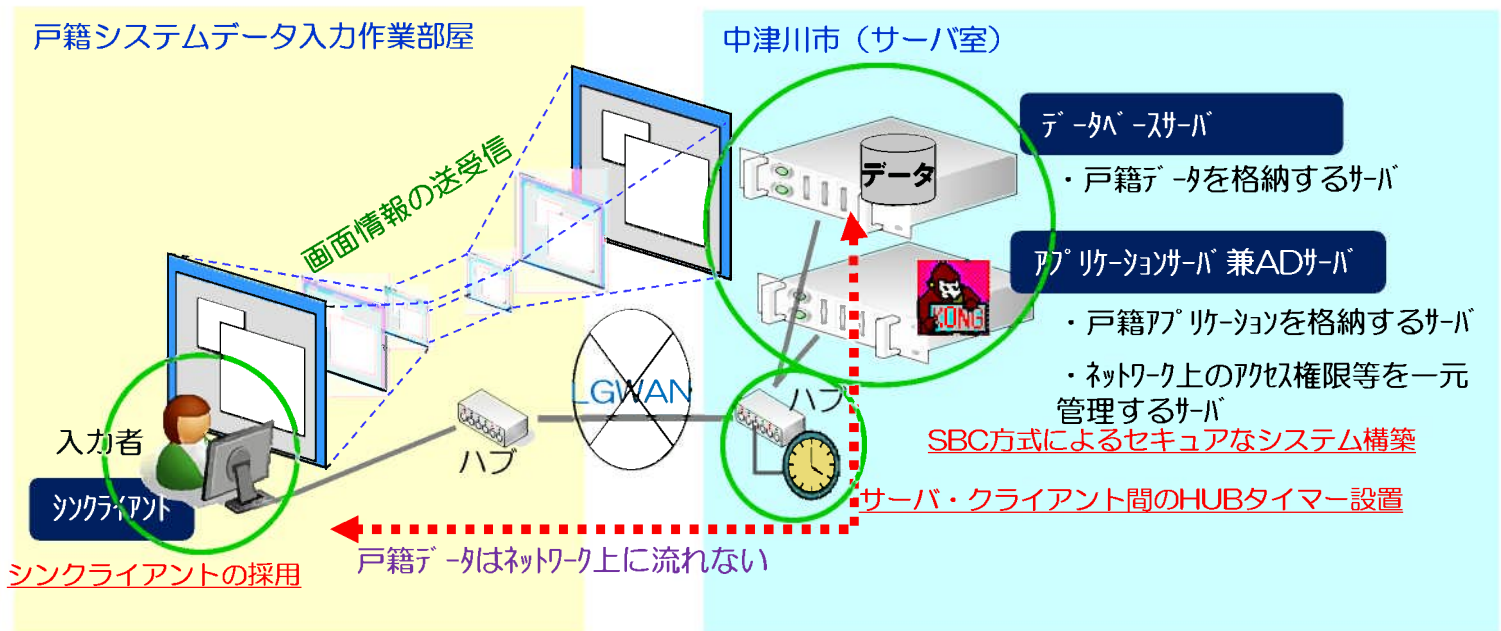 戸籍システムデータ入力作業部屋
中津川市（サーバ室）
データベースサーバ
データ
・戸籍データを格納するサーバ
画面情報の送受信
アプリケーションサーバ 兼ADサーバ
KONG
・戸籍アプリケーションを格納するサーバ
・ネットワーク上のアクセス権限等を一元
管理するサーバ
LGWAN
ハブ
ハブ
入力者
SBC方式によるセキュアなシステム構築
シンクライアント
サーバ・クライアント間のHUBタイマー設置
戸籍データはネットワーク上に流れない
シンクライアントの採用